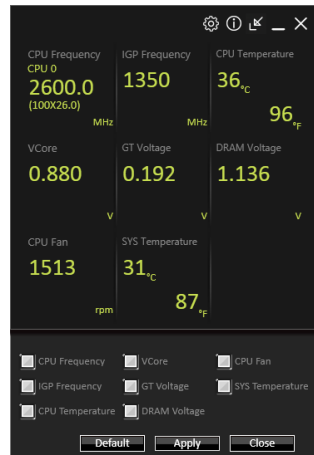 CPU Frequency IGP Frequency CPU Temperature
CPU 0
2600.0 1350 36°C
(100X26.0)
MHz MHz 96°F
VCore GT Voltage DRAM Voltage
0.880 0.192 1.136
V V V
CPU Fan SYS Temperature
1513 31°C
rpm 87°F
CPU Frequency VCore CPU Fan
IGP Frequency GT Voltage SYS Temperature
CPU Temperature DRAM Voltage
Default Apply Close